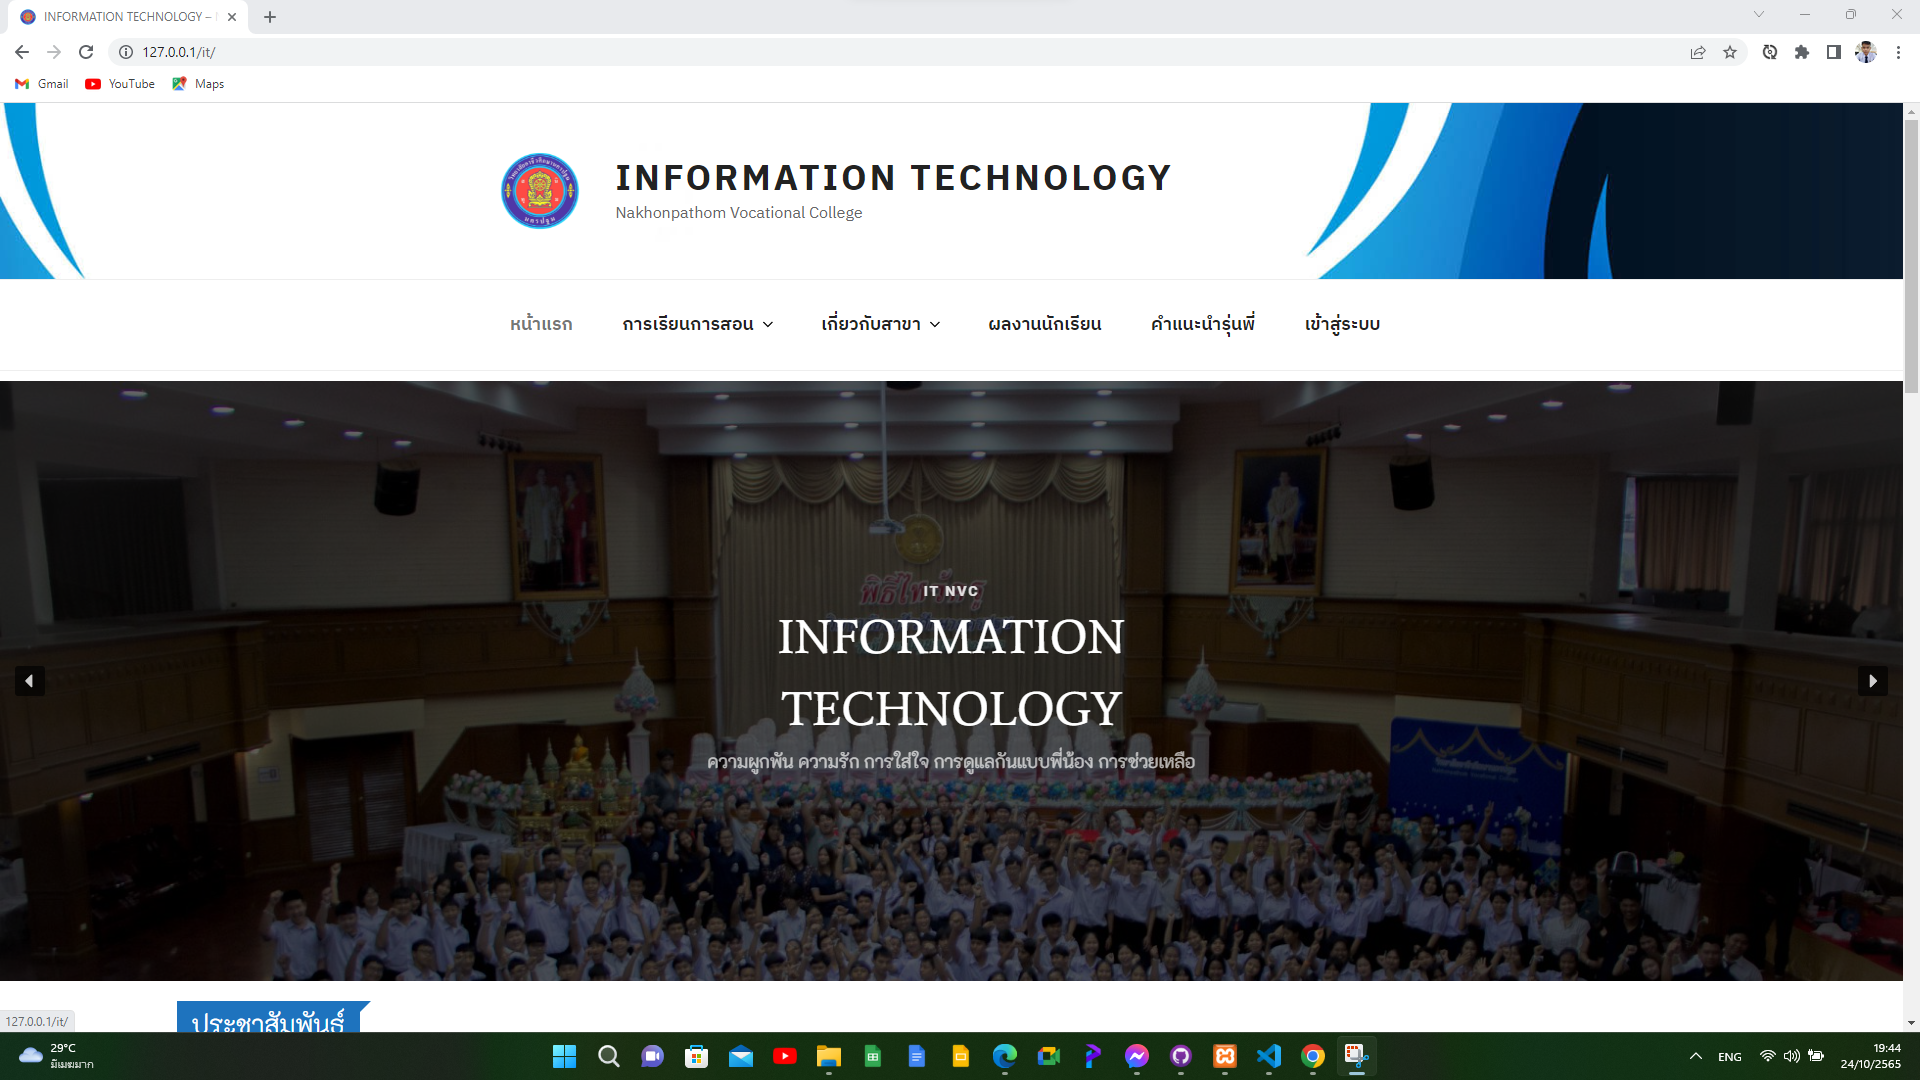 INFORMATION TECHNOLOGY –
127.0.0.1/it/
Gmail
YouTube
Maps
INFORMATION TECHNOLOGY
Nakhonpathom Vocational College
หน้าแรก
การเรียนการสอน
เกี่ยวกับสาขา
ผลงานนักเรียน
คำแนะนำรุ่นพี่
เข้าสู่ระบบ
พิธีไหว้ครู
IT NVC
INFORMATION
TECHNOLOGY
ความผูกพัน ความรัก การใส่ใจ การดูแลกันแบบพี่น้อง การช่วยเหลือ
ประชาสัมพันธ์
127.0.0.1/it/
29°C
มีเมฆมาก
ENG
19:44
24/10/2565